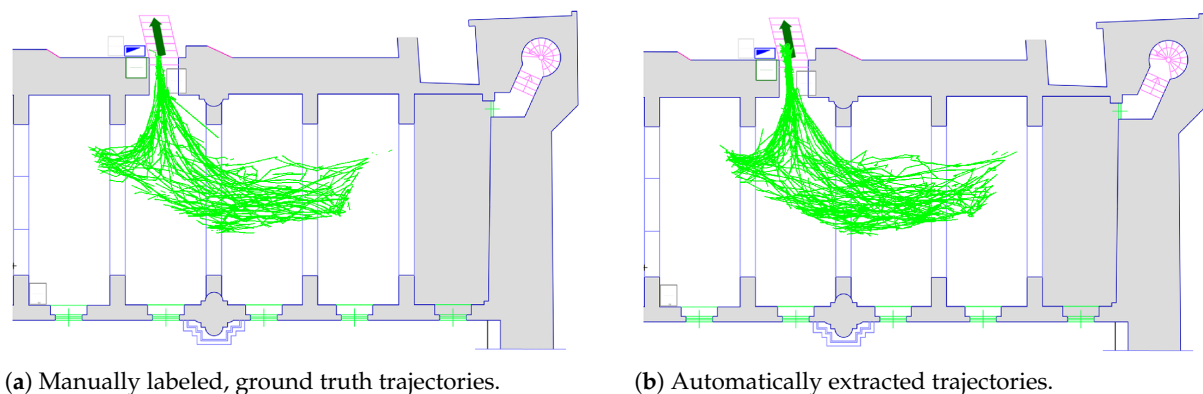 (a) Manually labeled, ground truth trajectories.
(b) Automatically extracted trajectories.